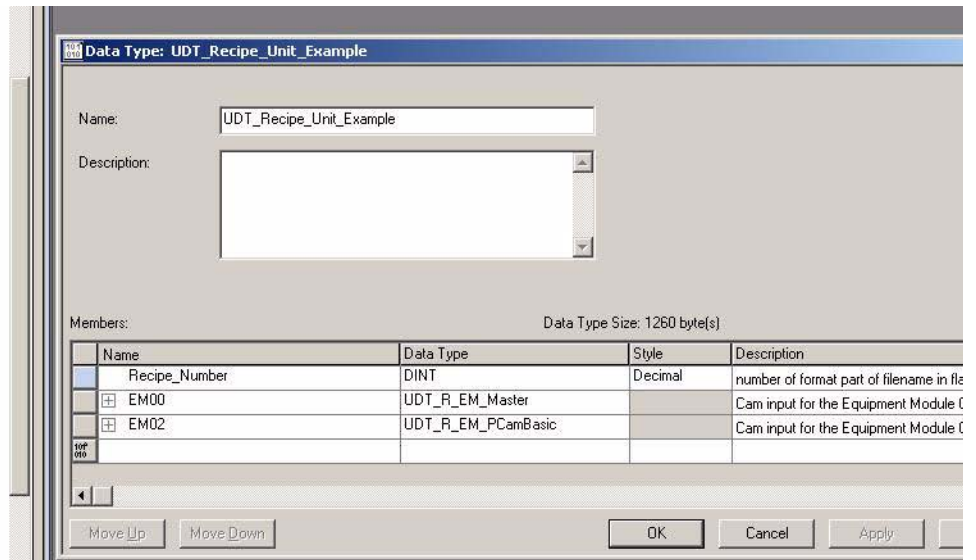 Data Type: UDT_Recipe_Unit_Example
Name: UDT_Recipe_Unit_Example
Description:
Members: Data Type Size: 1260 byte(s)
Name Data Type Style Description
Recipe_Number DINT Decimal number of format part of filename in fla
EM00 UDT_R_EM_Master Cam input for the Equipment Module
EM02 UDT_R_EM_PCamBasic Cam input for the Equipment Module
Move Up Move Down OK Cancel Apply